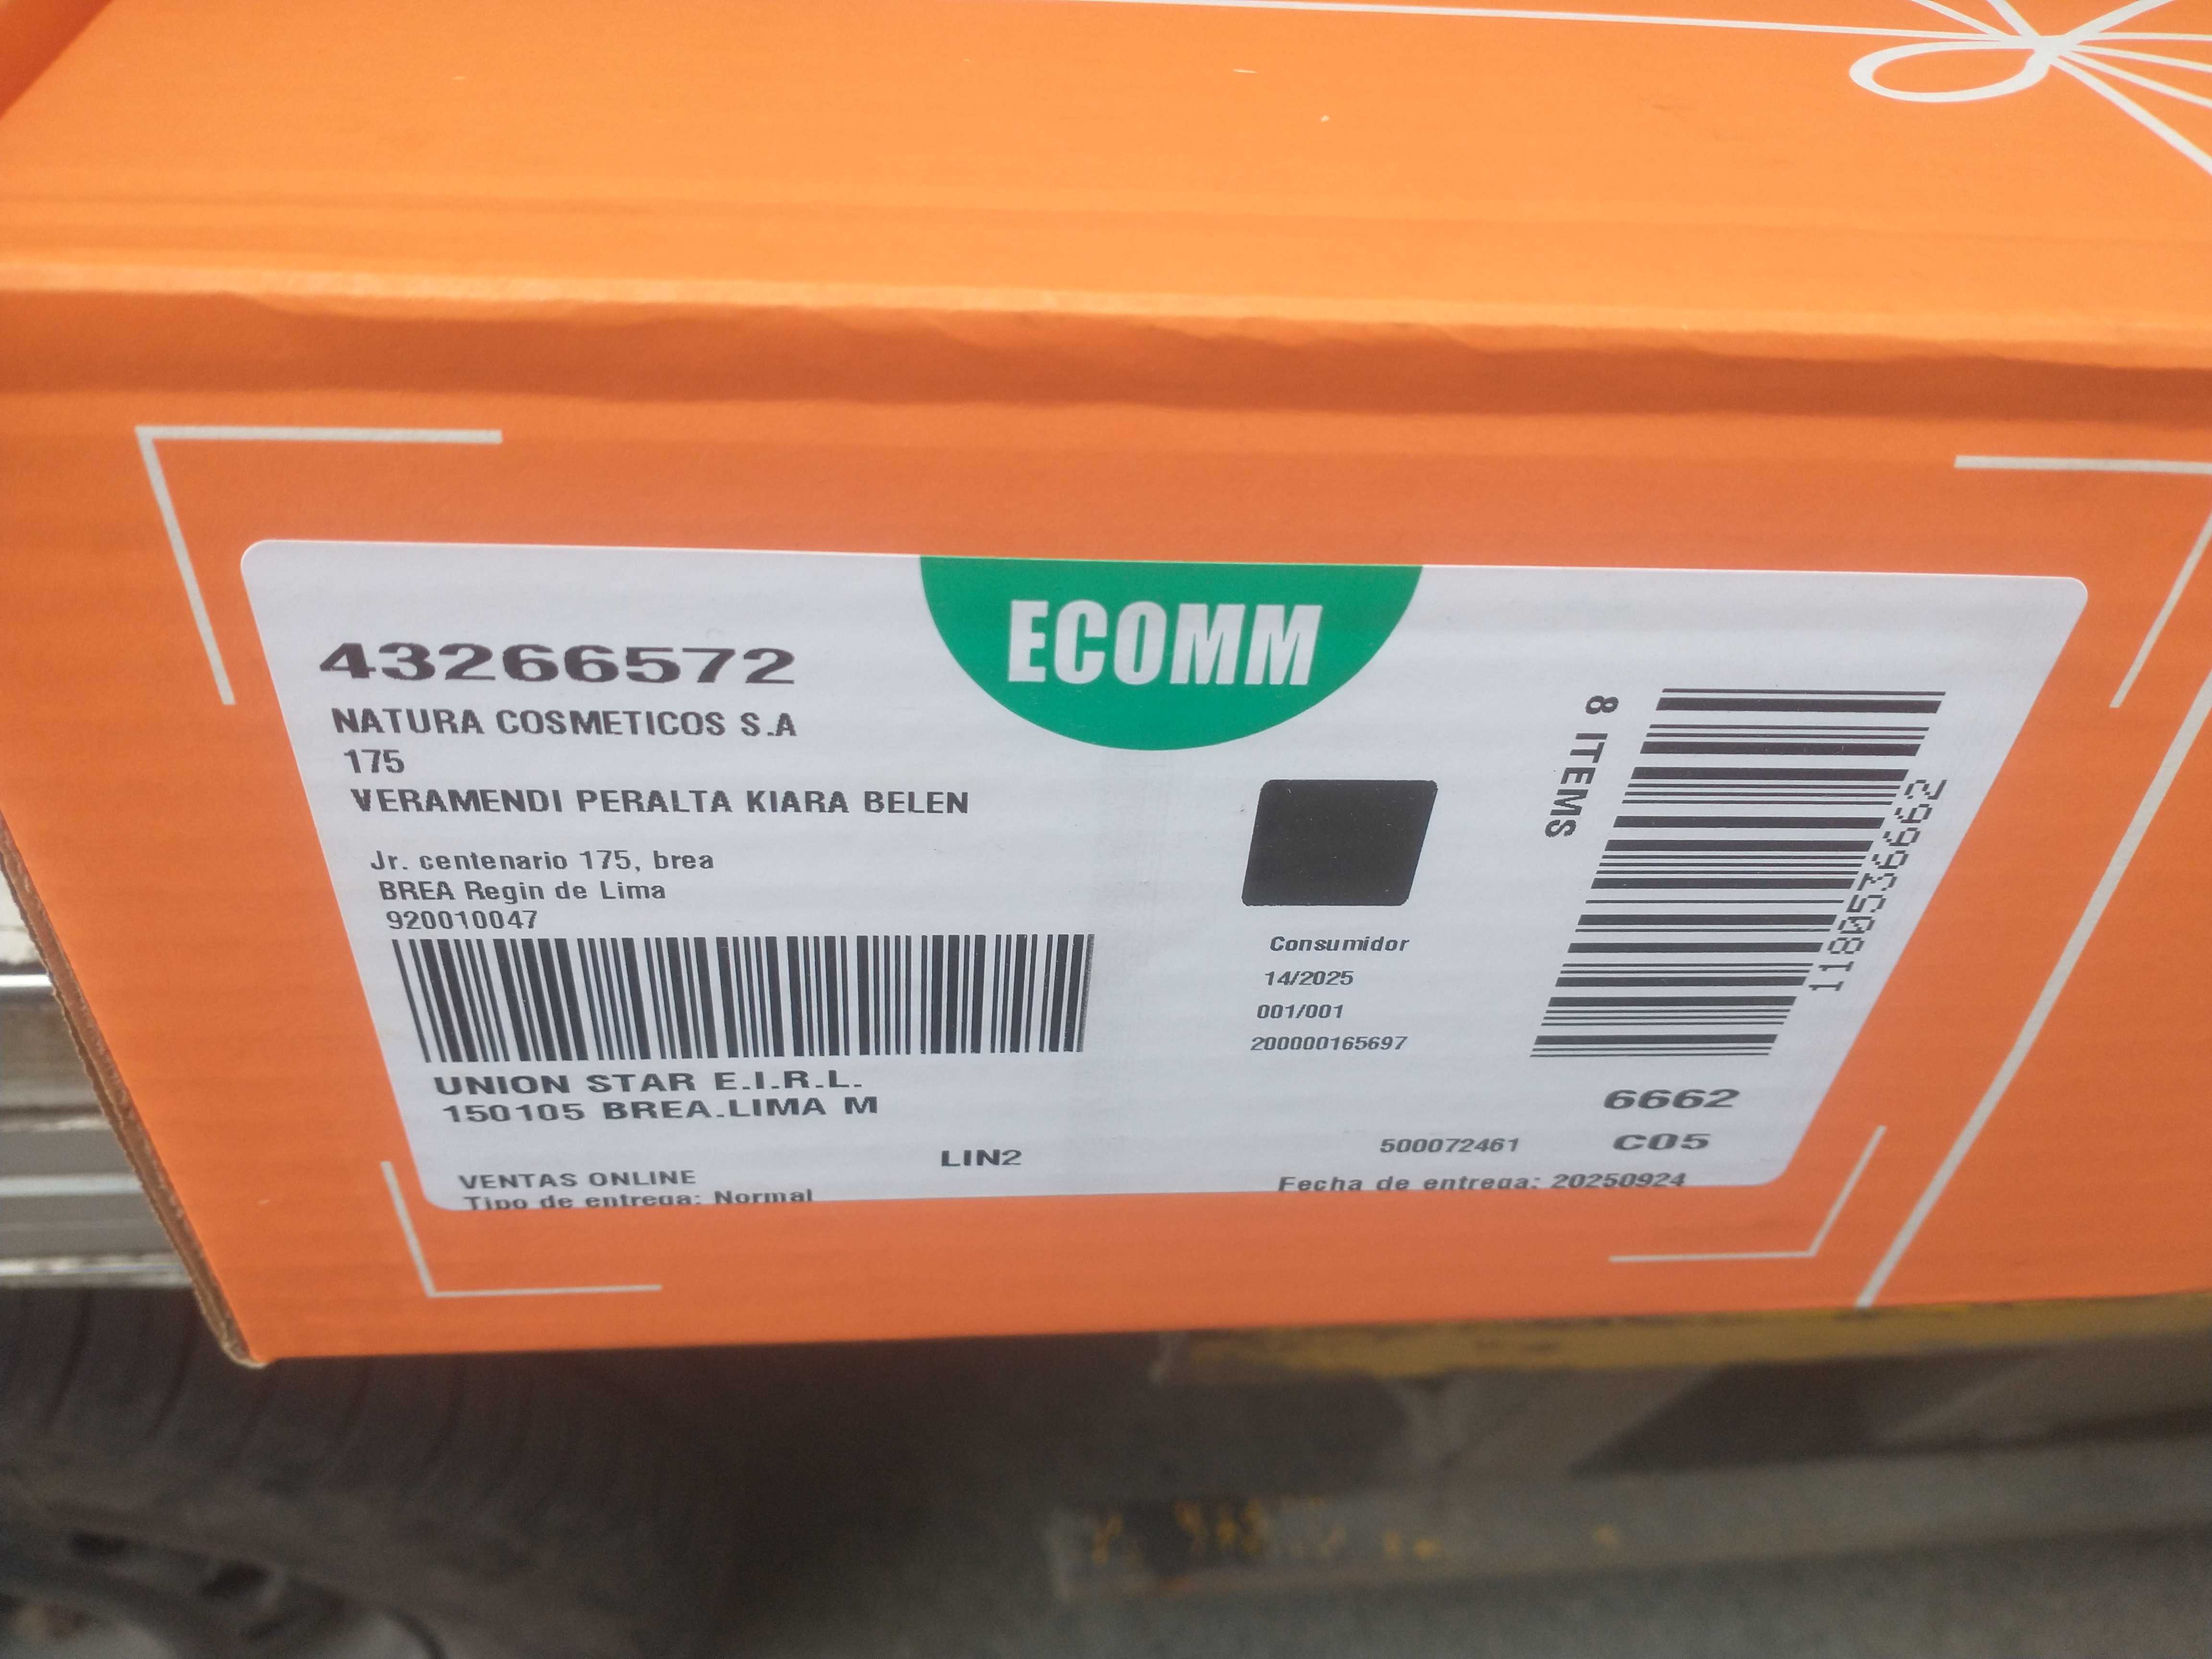 ECOMM
43266572
NATURA COSMETICOS S.A
175
VERAMENDI PERALTA KIARA BELEN
Jr. centenario 175, brea
BREA Regin de Lima
920010047
UNION STAR E.I.R.L.
150105 BREA.LIMA M
LIN2
VENTAS ONLINE
Tipo de entrega: Normal
8 ITEMS
2999366350811
Consumidor
14/2025
001/001
200000165697
6662
500072461 C05
Fecha de entrega: 20250924